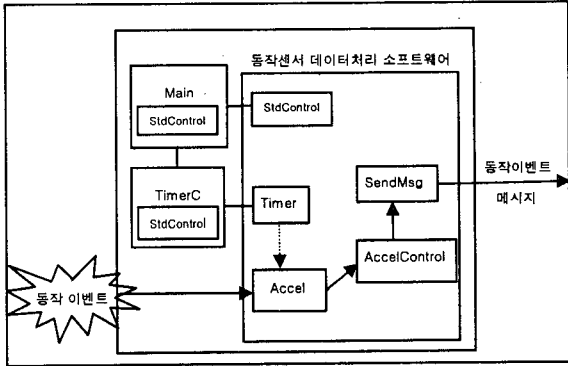 동작센서 데이터처리 소프트웨어
Main
StdControl
StdControl
TimerC
StdControl
Timer
SendMsg
동작이벤트
메시지
AccelControl
Accel
동작 이벤트